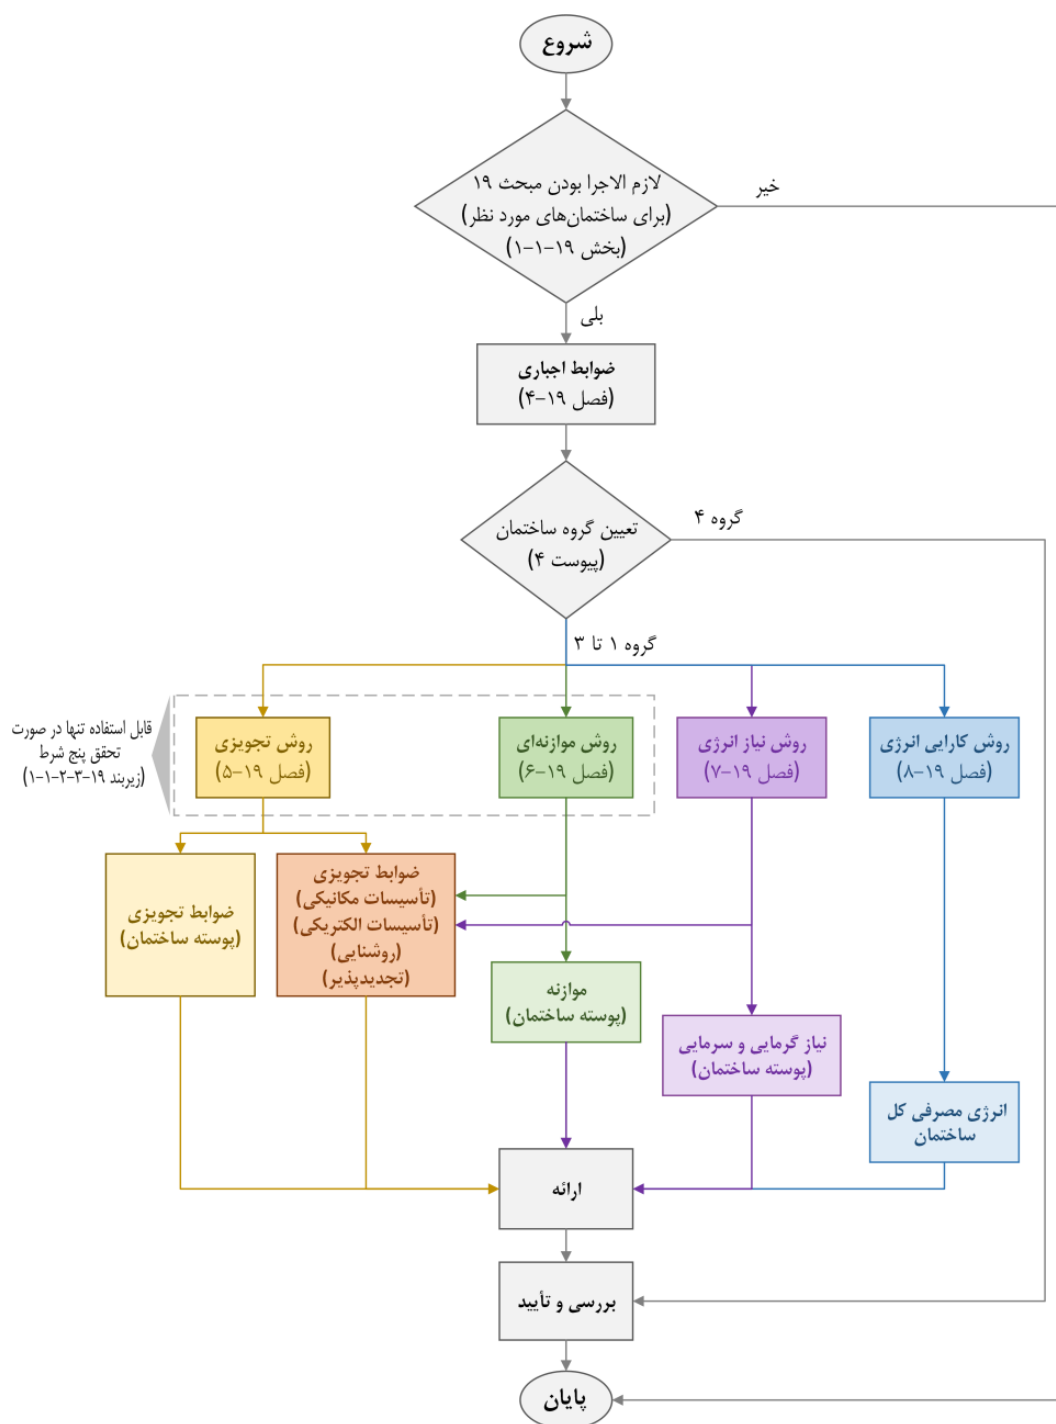 شروع
لازم الاجرا بودن مبحث ۱۹
(برای ساختمان‌های مورد نظر)
(بخش ۱۹-۱-۱)
خیر
بلی
ضوابط اجباری
(فصل ۱۹-۴)
تعیین گروه ساختمان
(پیوست ۴)
گروه ۴
گروه ۱ تا ۳
قابل استفاده تنها در صورت
تحقق پنج شرط
(زیربند ۱۹-۳-۲-۱-۱)
روش تجویزی
(فصل ۱۹-۵)
روش موازنه‌ای
(فصل ۱۹-۶)
روش نیاز انرژی
(فصل ۱۹-۷)
روش کارایی انرژی
(فصل ۱۹-۸)
ضوابط تجویزی
(پوسته ساختمان)
ضوابط تجویزی
(تأسیسات مکانیکی)
(تأسیسات الکتریکی)
(روشنایی)
(تجدیدپذیر)
موازنه
(پوسته ساختمان)
نیاز گرمایی و سرمایی
(پوسته ساختمان)
انرژی مصرفی کل
ساختمان
ارائه
بررسی و تأیید
پایان